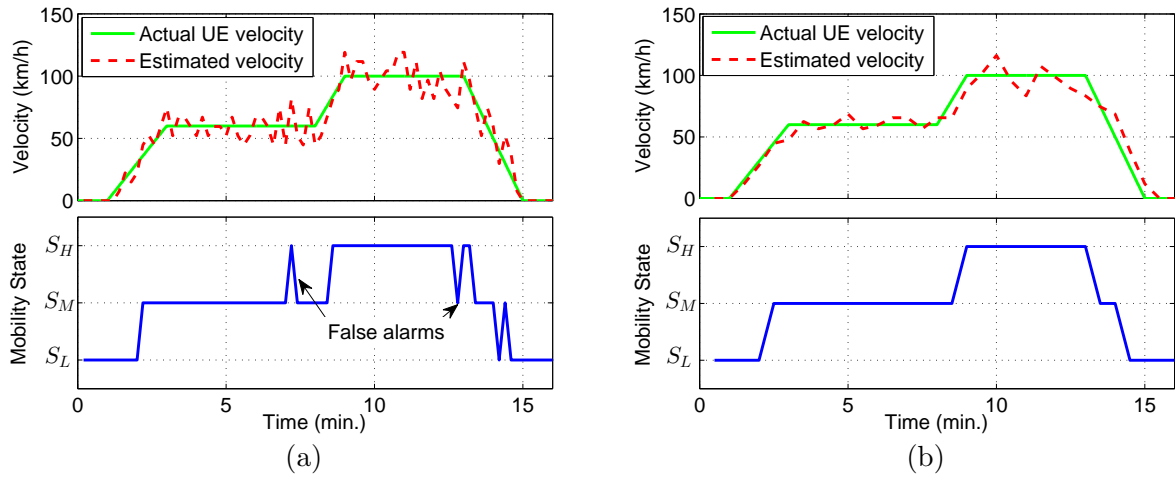 150
100
50
0
Velocity (km/h)
Actual UE velocity
Estimated velocity
S_H
S_M
S_L
Mobility State
False alarms
0 5 10 15
Time (min.)
(a)
150
100
50
0
Velocity (km/h)
Actual UE velocity
Estimated velocity
S_H
S_M
S_L
Mobility State
0 5 10 15
Time (min.)
(b)